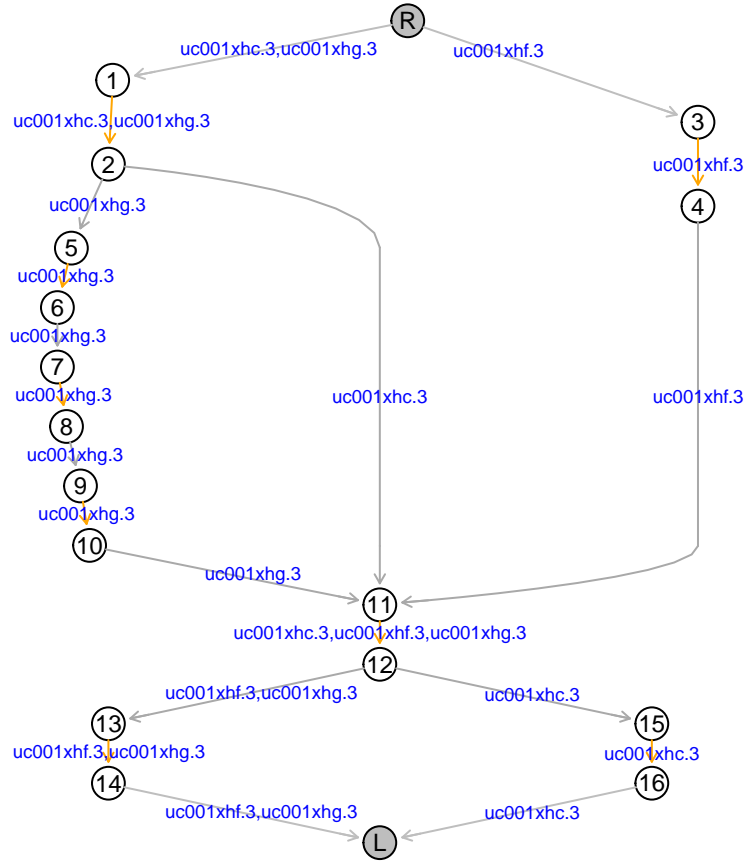 R
uc001xhc.3,uc001xhg.3
uc001xhf.3
1
uc001xhc.3,uc001xhg.3
3
2
uc001xhf.3
uc001xhg.3
4
5
uc001xhg.3
6
uc001xhg.3
7
uc001xhg.3
uc001xhc.3
uc001xhf.3
8
uc001xhg.3
9
uc001xhg.3
10
uc001xhg.3
11
uc001xhc.3,uc001xhf.3,uc001xhg.3
12
uc001xhf.3,uc001xhg.3
uc001xhc.3
13
15
uc001xhf.3,uc001xhg.3
uc001xhc.3
14
16
uc001xhf.3,uc001xhg.3
uc001xhc.3
L